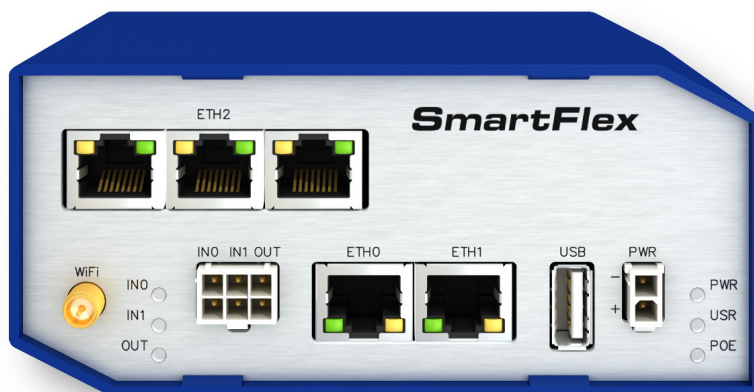 ETH2
SmartFlex
WiFi
IN0
IN1
OUT
IN0 IN1 OUT
ETH0
ETH1
USB
PWR
-
+
PWR
USR
POE